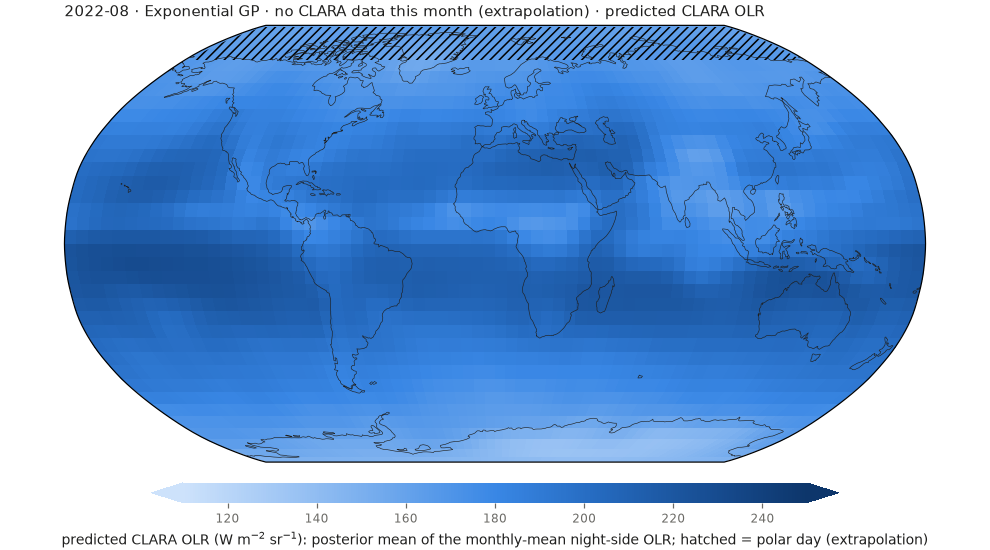 2022-08 · Exponential GP · no CLARA data this month (extrapolation) · predicted CLARA OLR
120 140 160 180 200 220 240
predicted CLARA OLR (W m⁻² sr⁻¹): posterior mean of the monthly-mean night-side OLR; hatched = polar day (extrapolation)